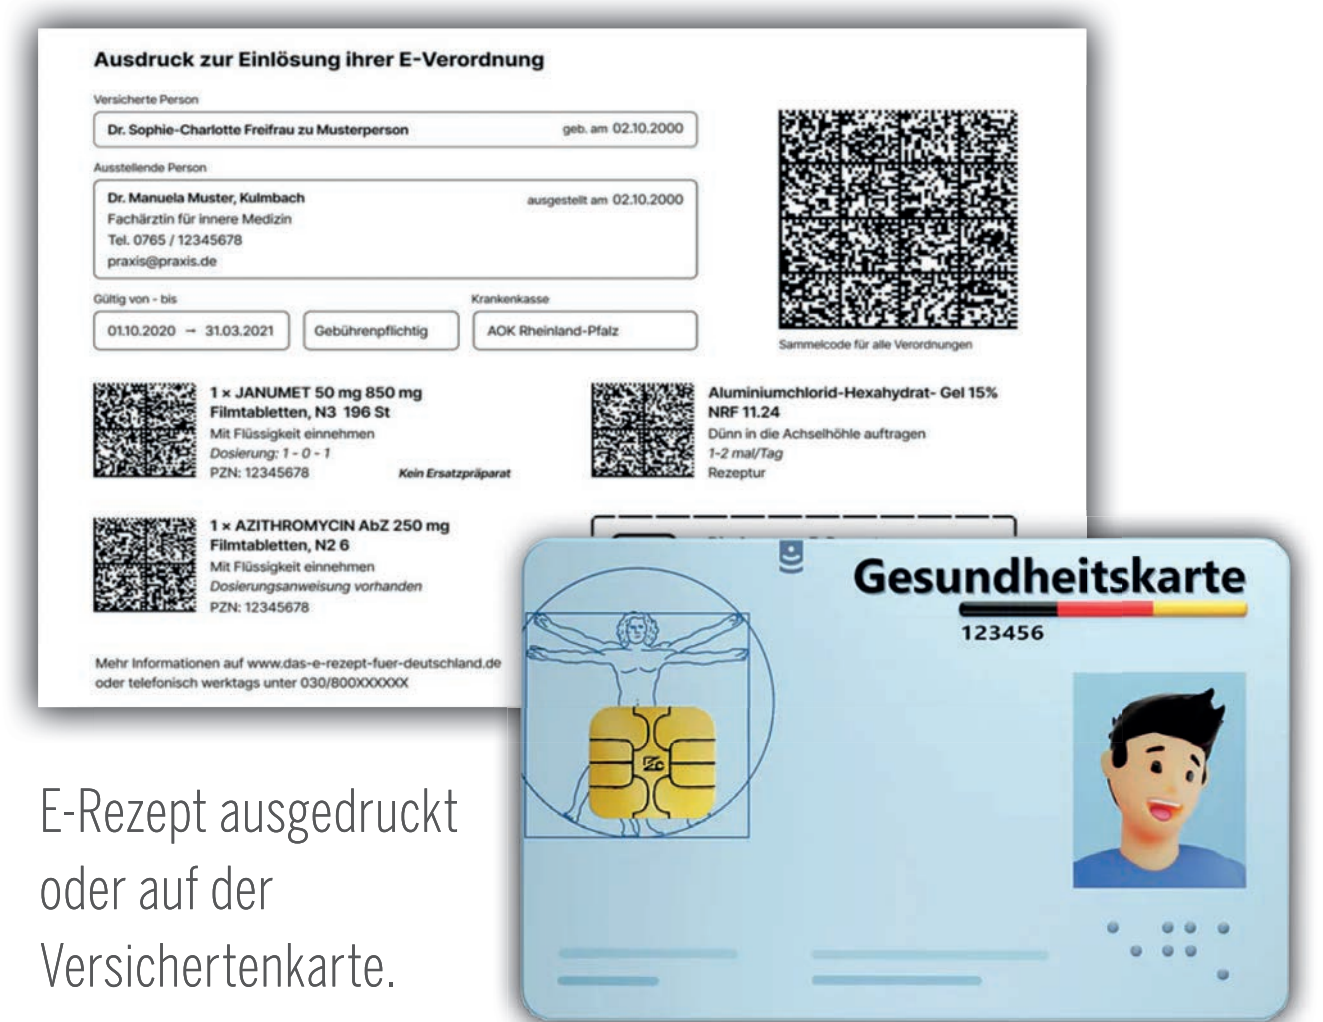 Ausdruck zur Einlösung ihrer E-Verordnung
Versicherte Person
Dr. Sophie-Charlotte Freifrau zu Musterperson geb. am 02.10.2000
Ausstellende Person
Dr. Manuela Muster, Kulmbach ausgestellt am 02.10.2000
Fachärztin für innere Medizin
Tel. 0765 / 12345678
praxis@praxis.de
Gültig von - bis Krankenkasse
01.10.2020 → 31.03.2021 Gebührenpflichtig AOK Rheinland-Pfalz
Sammelcode für alle Verordnungen
1 x JANUMET 50 mg 850 mg
Filmtabletten, N3 196 St
Mit Flüssigkeit einnehmen
Dosierung: 1 - 0 - 1
PZN: 12345678 Kein Ersatzpräparat
Aluminiumchlorid-Hexahydrat- Gel 15%
NRF 11.24
Dünn in die Achselhöhle auftragen
1-2 mal/Tag
Rezeptur
1 x AZITHROMYCIN AbZ 250 mg
Filmtabletten, N2 6
Mit Flüssigkeit einnehmen
Dosierungsanweisung vorhanden
PZN: 12345678
Mehr Informationen auf www.das-e-rezept-fuer-deutschland.de
oder telefonisch werktags unter 030/800XXXXXX
Gesundheitskarte
123456
E-Rezept ausgedruckt
oder auf der
Versichertenkarte.